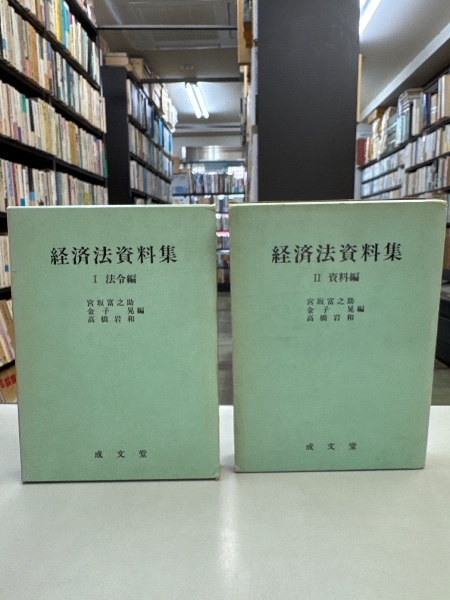 経済法資料集
I 法令編
宮坂富之助
金子晃編
高橋岩和
成文堂
経済法資料集
II 資料編
宮坂富之助
金子晃編
高橋岩和
成文堂